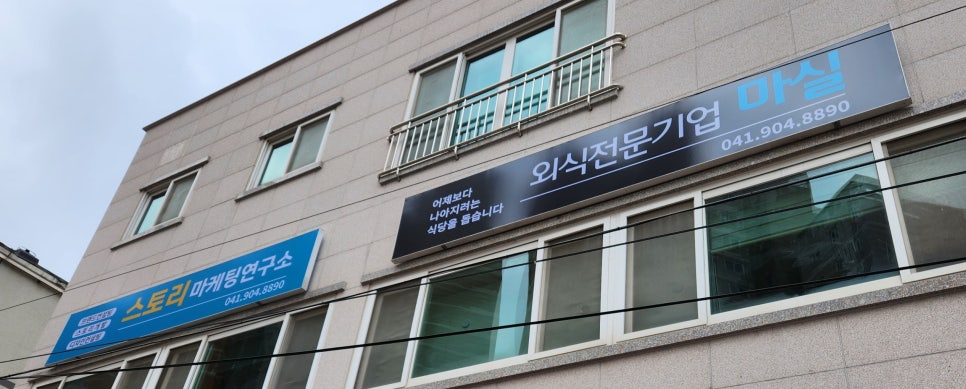 어제보다
나아지려는
식당을 돕습니다
외식전문기업 마실
041.904.8890
스토리 마케팅연구소
041.904.8890